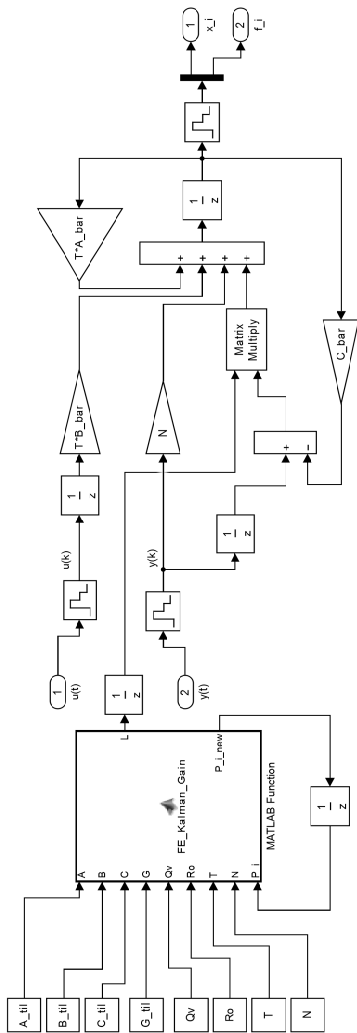 A_til
B_til
C_til
G_til
Qv
Ro
T
N
A
B
C
G
Qv
Ro
T
N
P_i
FE_Kalman_Gain
L
P_i_new
MATLAB Function
1
z
1
z
1
u(t)
2
y(t)
u(k)
y(k)
1
z
1
z
T*B_bar
N
+
−
Matrix
Multiply
T*A_bar
+
+
+
+
1
z
C_bar
1
x_i
2
f_i